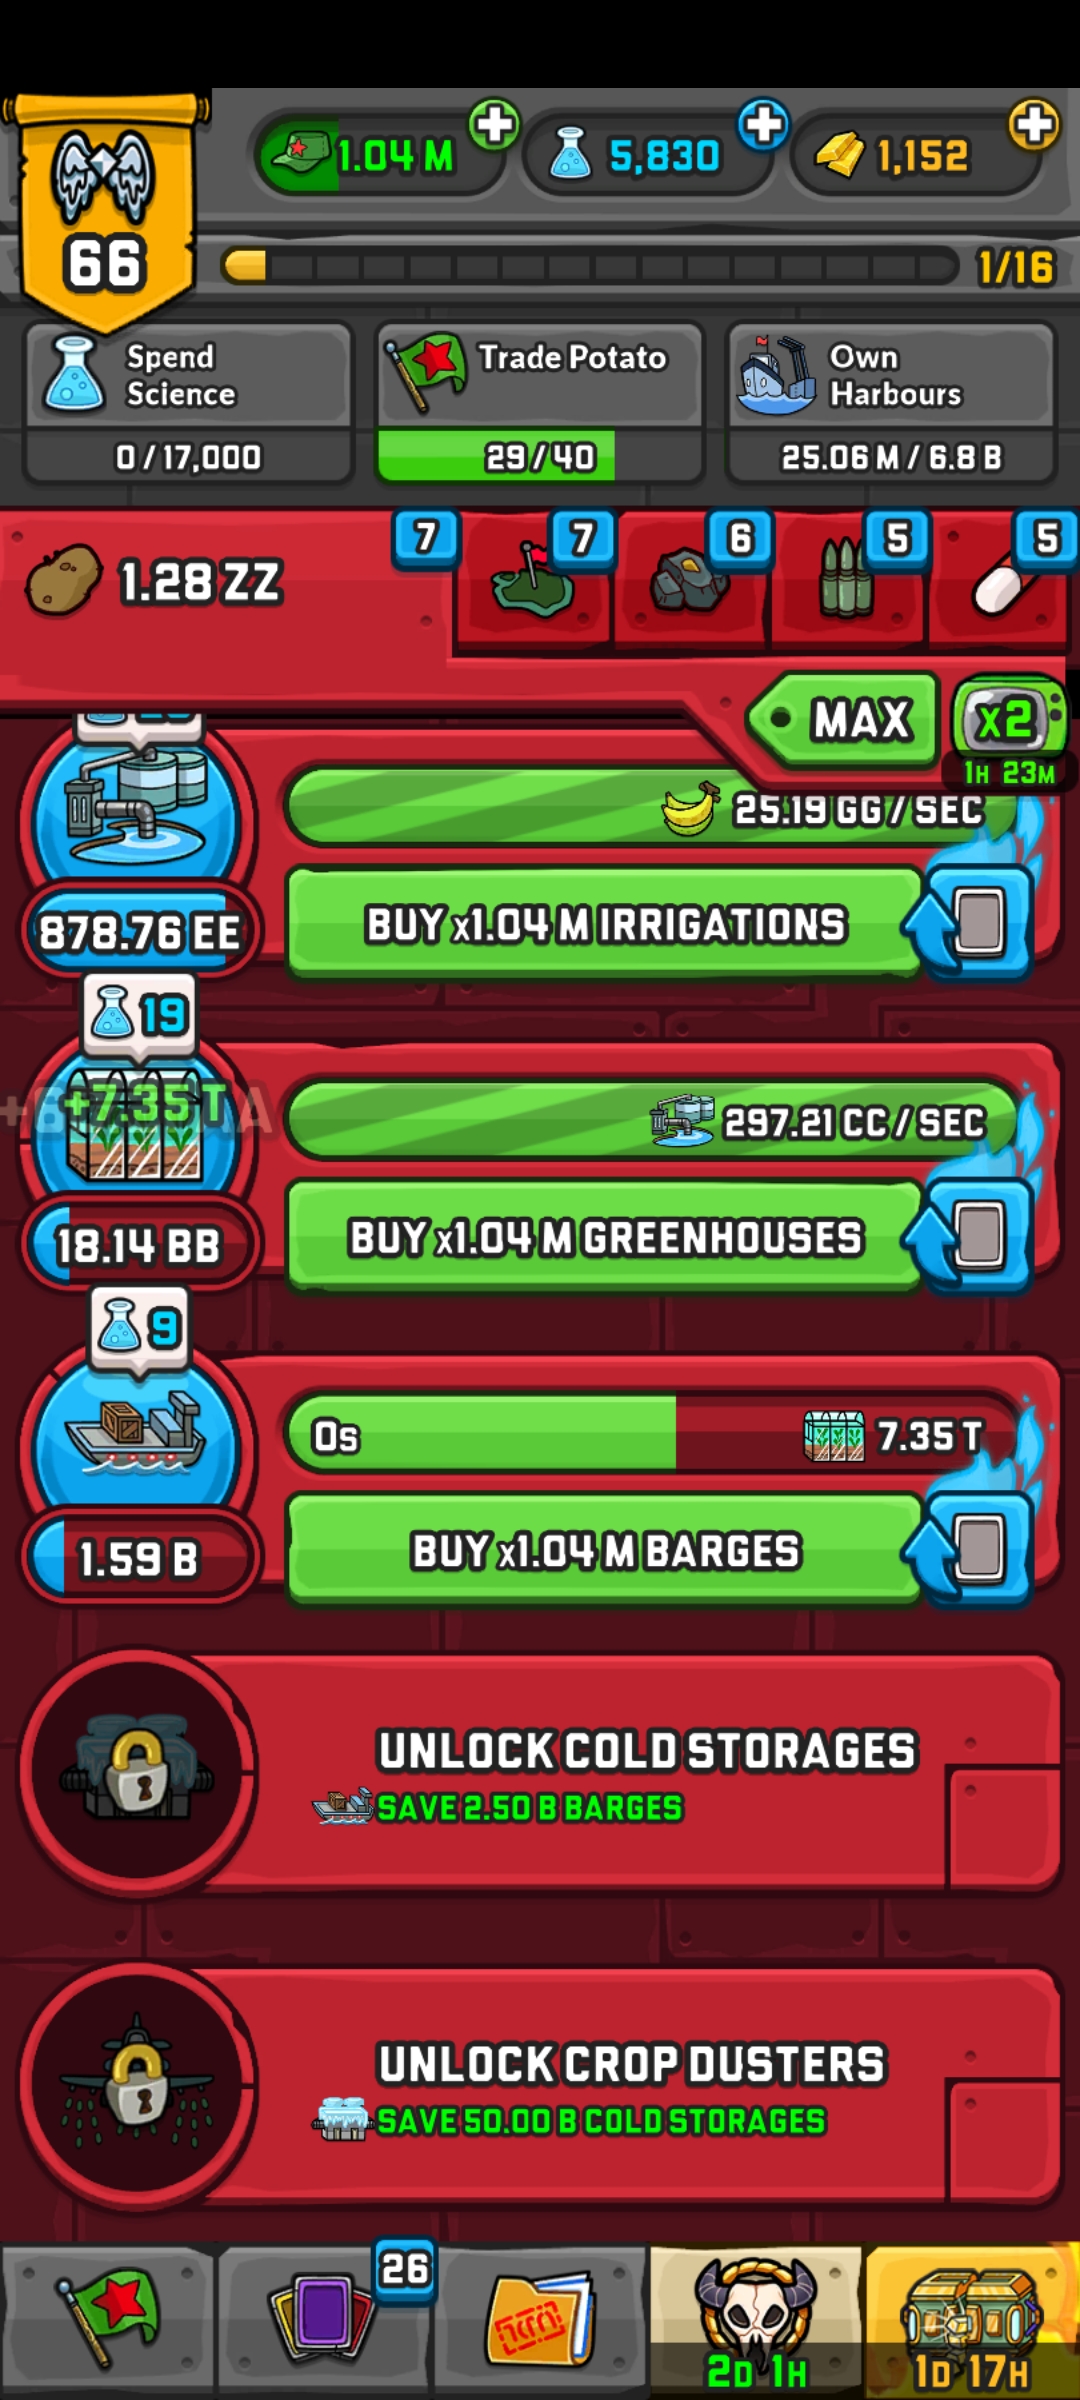 66
1.04 M
5,830
1,152
1/16
Spend
Science
0 / 17,000
Trade Potato
29 / 40
Own
Harbours
25.06 M / 6.8 B
1.28 ZZ
7
7
6
5
5
MAX
x2
1H 23M
25.19 GG / SEC
878.76 EE
BUY x1.04 M IRRIGATIONS
19
+7.35 T
297.21 CC / SEC
18.14 BB
BUY x1.04 M GREENHOUSES
9
0s
7.35 T
1.59 B
BUY x1.04 M BARGES
UNLOCK COLD STORAGES
SAVE 2.50 B BARGES
UNLOCK CROP DUSTERS
SAVE 50.00 B COLD STORAGES
26
2D 1H
1D 17H